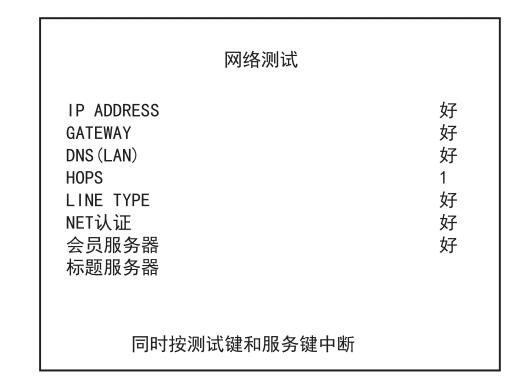 网络测试
IP ADDRESS 好
GATEWAY 好
DNS(LAN) 好
HOPS 1
LINE TYPE 好
NET认证 好
会员服务器 好
标题服务器
同时按测试键和服务键中断